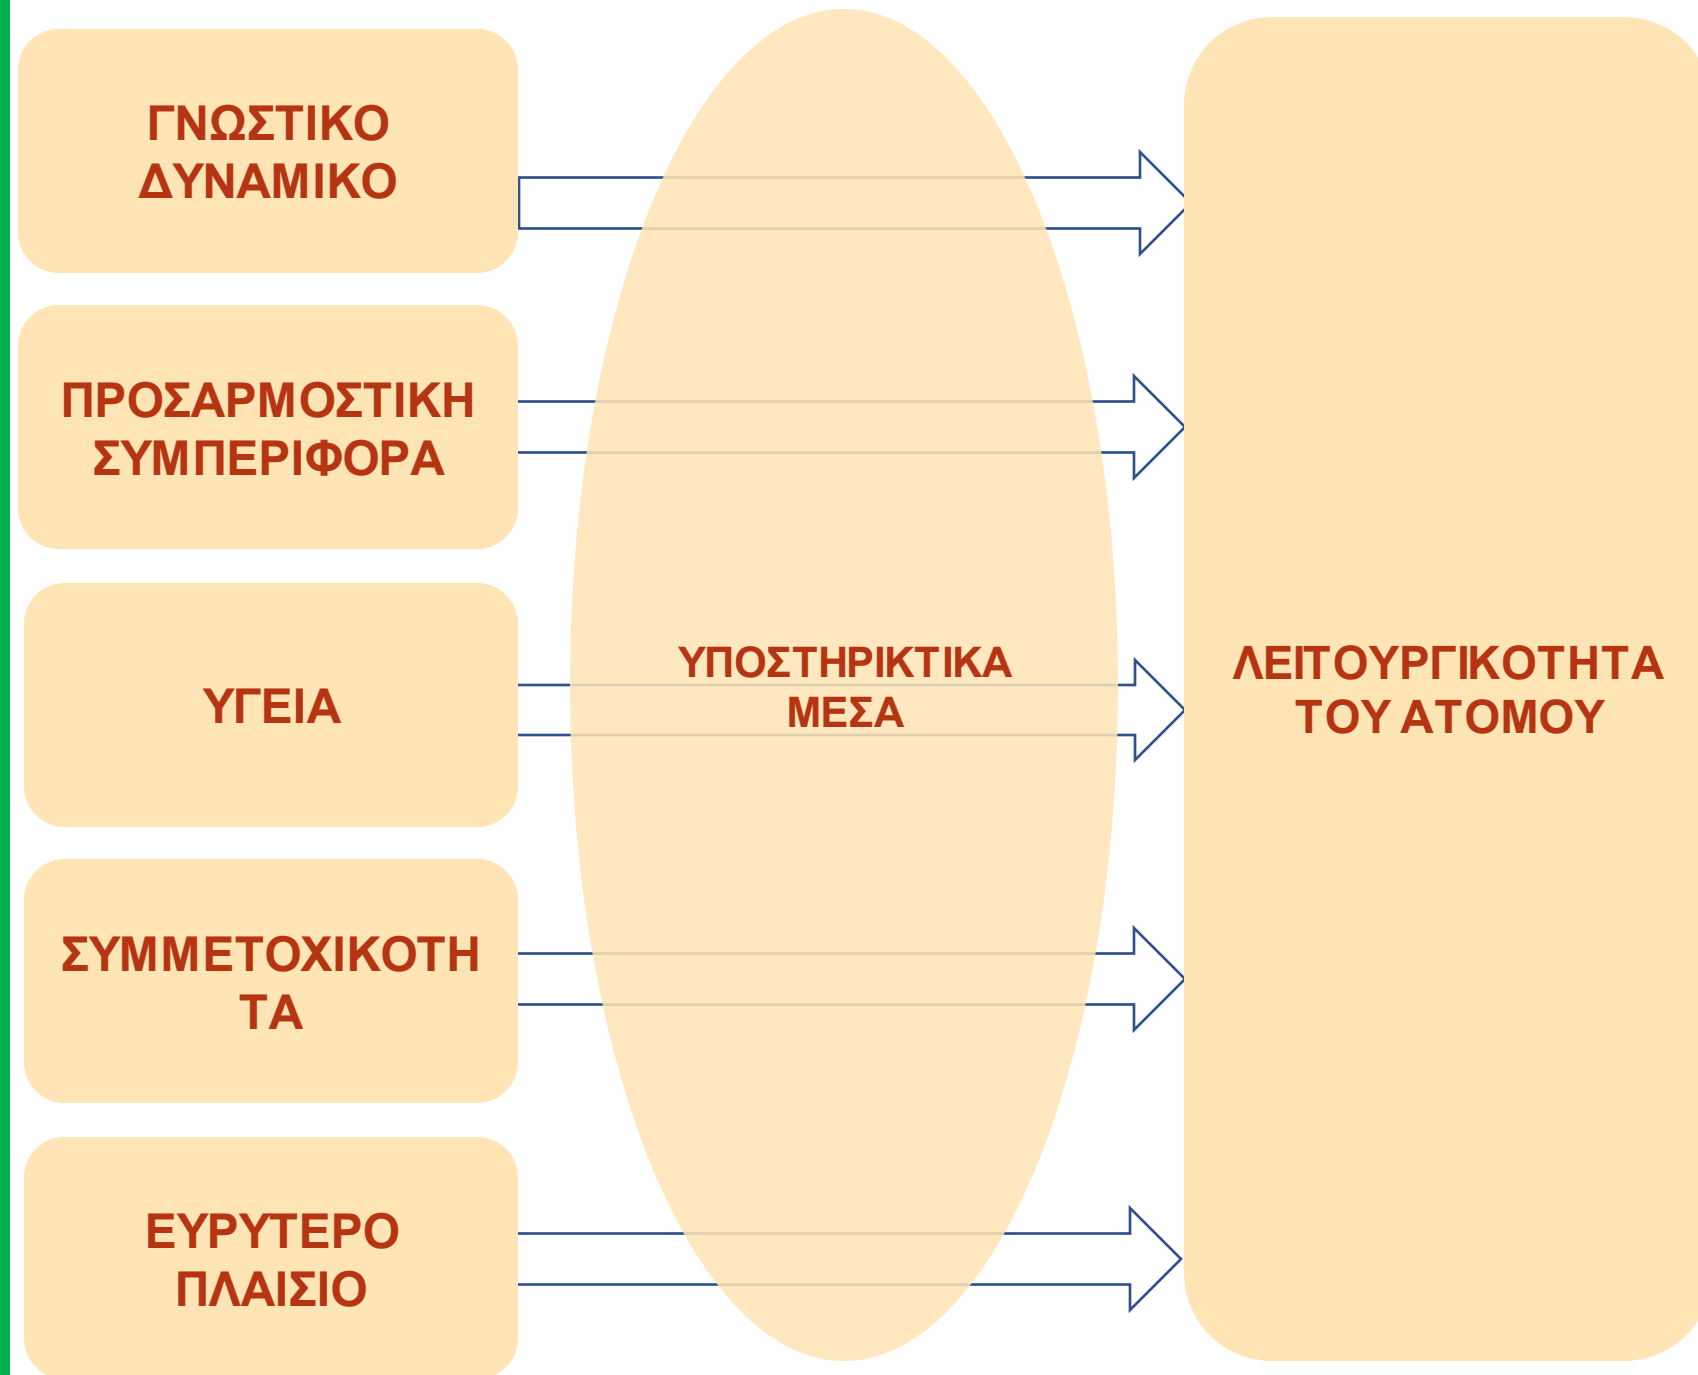 ΓΝΩΣΤΙΚΟ
ΔΥΝΑΜΙΚΟ
ΠΡΟΣΑΡΜΟΣΤΙΚΗ
ΣΥΜΠΕΡΙΦΟΡΑ
ΥΓΕΙΑ
ΣΥΜΜΕΤΟΧΙΚΟΤΗ
ΤΑ
ΕΥΡΥΤΕΡΟ
ΠΛΑΙΣΙΟ
ΥΠΟΣΤΗΡΙΚΤΙΚΑ
ΜΕΣΑ
ΛΕΙΤΟΥΡΓΙΚΟΤΗΤΑ
ΤΟΥ ΑΤΟΜΟΥ